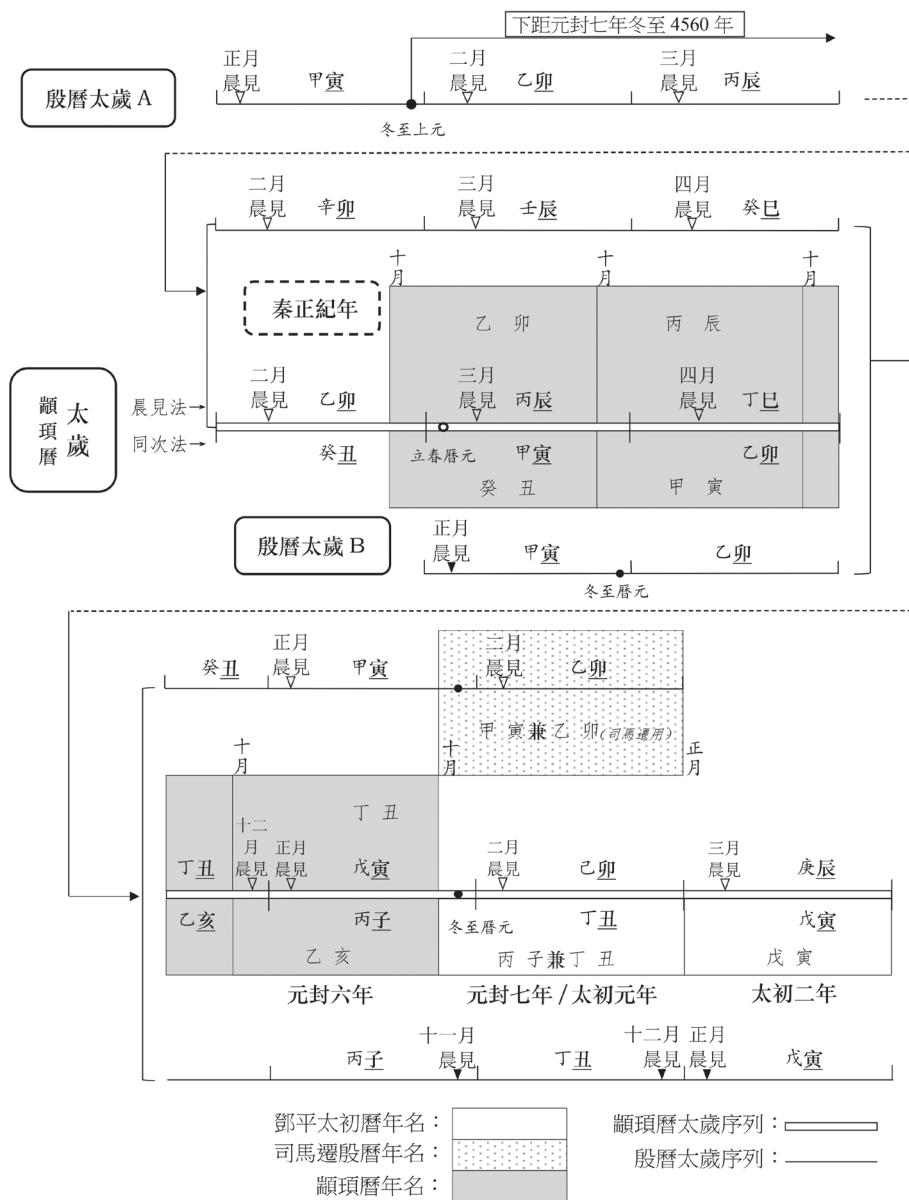 下距元封七年冬至 4560 年
正月 二月 三月
晨見 甲寅 晨見 乙卯 晨見 丙辰
殷曆太歲 A
冬至上元
二月 三月 四月
晨見 辛卯 晨見 壬辰 晨見 癸巳
十月 十月 十月
秦正紀年
乙卯 丙辰
二月 三月 四月
晨見 乙卯 晨見 丙辰 晨見 丁巳
顓頊曆 太歲
晨見法
同次法
癸丑 立春曆元 甲寅 乙卯
癸丑 甲寅
殷曆太歲 B
正月
晨見 甲寅 乙卯
冬至曆元
正月 二月
癸丑 晨見 甲寅 晨見 乙卯
甲寅兼乙卯(司馬遷用)
十月 十月 正月
丁丑
十二月 正月 二月 三月
丁丑 晨見 晨見 戊寅 晨見 己卯 晨見 庚辰
乙亥 丙子 冬至曆元 丁丑 戊寅
乙亥 丙子兼丁丑 戊寅
元封六年 元封七年 / 太初元年 太初二年
十一月 十二月 正月
丙子 晨見 丁丑 晨見 晨見 戊寅
鄧平太初曆年名：
司馬遷殷曆年名：
顓頊曆年名：
顓頊曆太歲序列：
殷曆太歲序列：